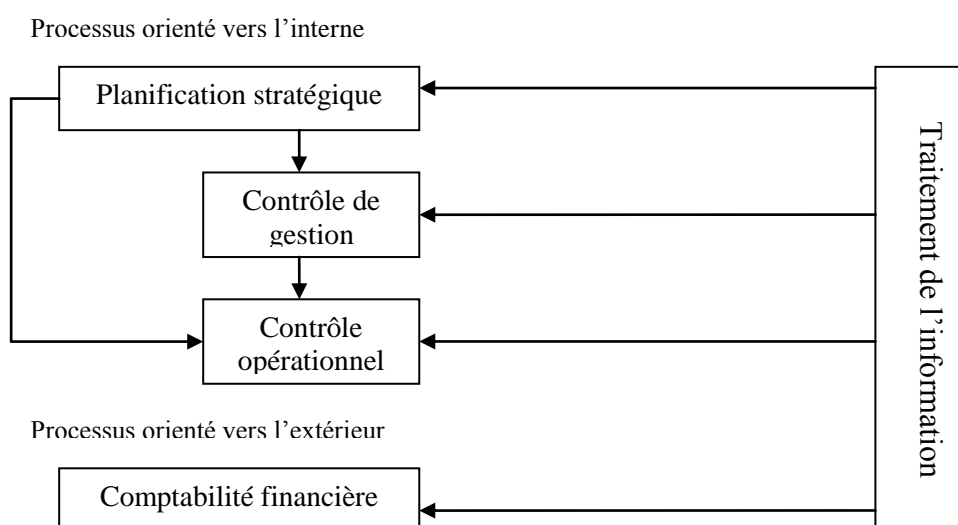 Processus orienté vers l'interne
Planification stratégique
Contrôle de
gestion
Contrôle
opérationnel
Processus orienté vers l'extérieur
Comptabilité financière
Traitement de l'information